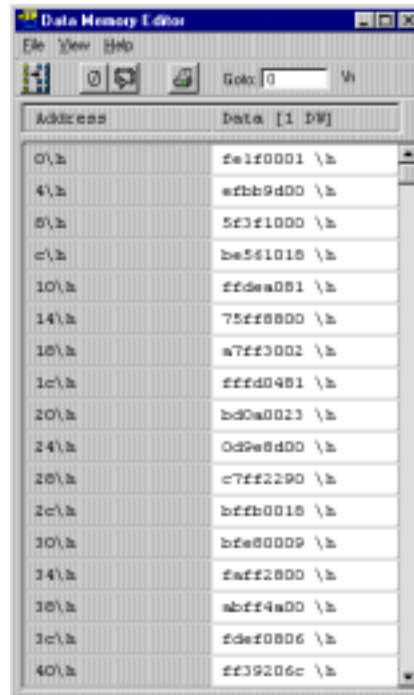 Data Memory Editor
File View Help
Goto: 0 \h
Address Data [1 DW]
0\h fe1f0001 \h
4\h efbb9d00 \h
8\h 5f3f1000 \h
c\h be561018 \h
10\h ffdea081 \h
14\h 75ff8800 \h
18\h a7ff3002 \h
1c\h fffd0481 \h
20\h bd0a0023 \h
24\h 0d9e8d00 \h
28\h c7ff2290 \h
2c\h bffb0018 \h
30\h bfe80009 \h
34\h faff2800 \h
38\h abff4a00 \h
3c\h fdef0806 \h
40\h ff39206c \h